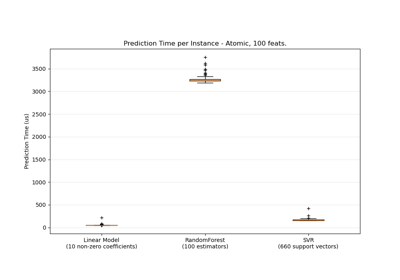 Prediction Time per Instance - Atomic, 100 feats.
Prediction Time (us)
3500
3000
2500
2000
1500
1000
500
0
Linear Model
(10 non-zero coefficients)
RandomForest
(100 estimators)
SVR
(660 support vectors)